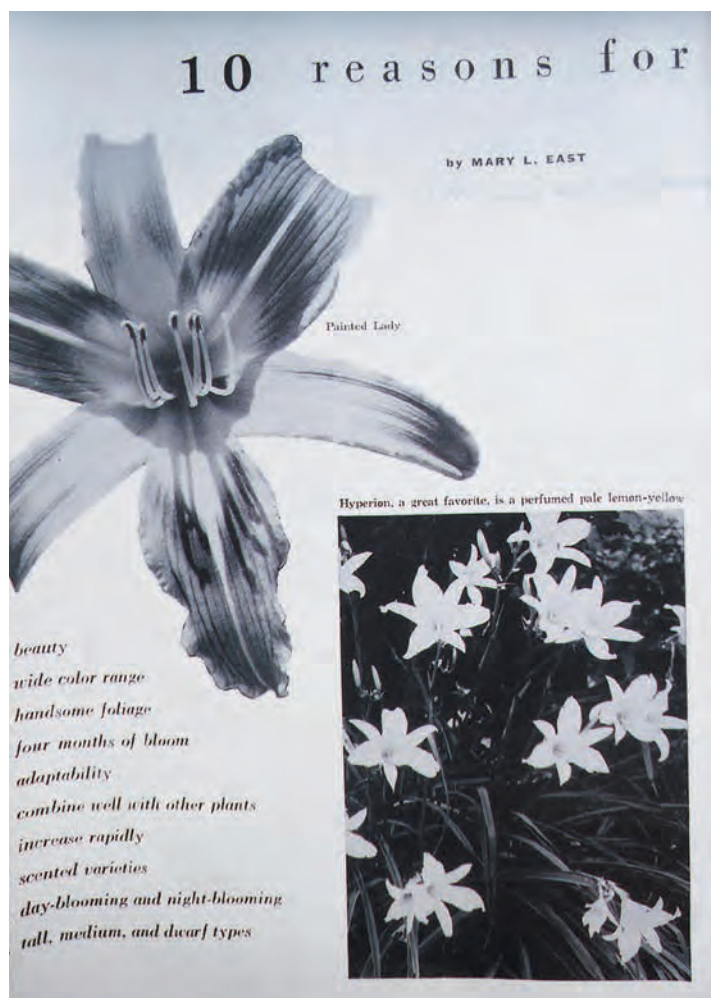 10 reasons for
by MARY L. EAST
Painted Lady
Hyperion, a great favorite, is a perfumed pale lemon-yellow
beauty
wide color range
handsome foliage
four months of bloom
adaptability
combine well with other plants
increase rapidly
scented varieties
day-blooming and night-blooming
tall, medium, and dwarf types